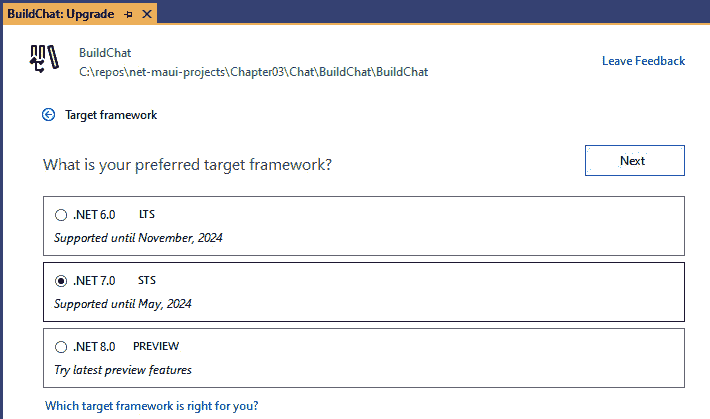 BuildChat: Upgrade
BuildChat
C:\repos\net-maui-projects\Chapter03\Chat\BuildChat\BuildChat
Leave Feedback
Target framework
What is your preferred target framework?
Next
.NET 6.0 LTS
Supported until November, 2024
.NET 7.0 STS
Supported until May, 2024
.NET 8.0 PREVIEW
Try latest preview features
Which target framework is right for you?